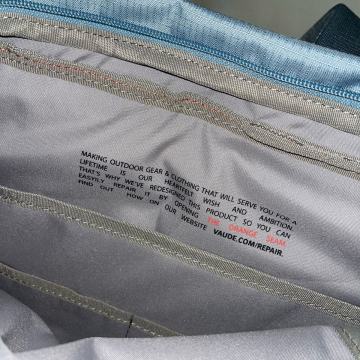 MAKING OUTDOOR GEAR & CLOTHING THAT WILL SERVE YOU FOR A
LIFETIME IS OUR HEARTFELT WISH AND AMBITION.
THAT'S WHY WE'VE REDESIGNED THIS PRODUCT SO YOU CAN
EASILY REPAIR IT BY OPENING THE ORANGE SEAM.
FIND OUT HOW ON OUR WEBSITE VAUDE.COM/REPAIR.